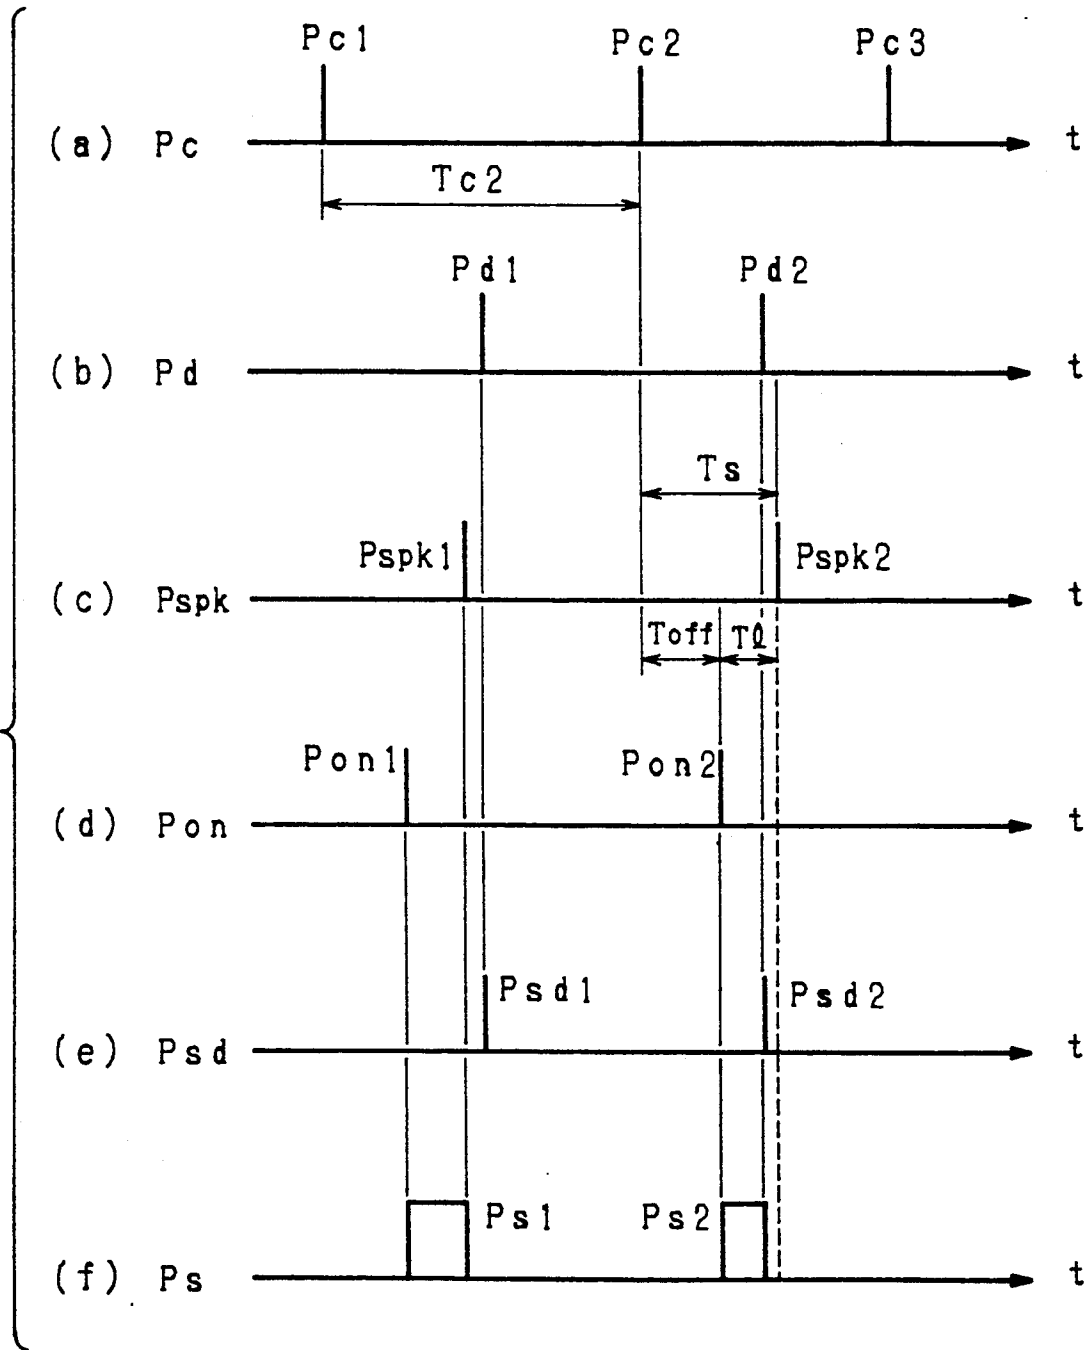 Pc1 Pc2 Pc3
(a) Pc t
Tc2
Pd1 Pd2
(b) Pd t
Ts
Pspk1 Pspk2
(c) Pspk t
Toff Tℓ
Pon1 Pon2
(d) Pon t
Psd1 Psd2
(e) Psd t
Ps1 Ps2
(f) Ps t